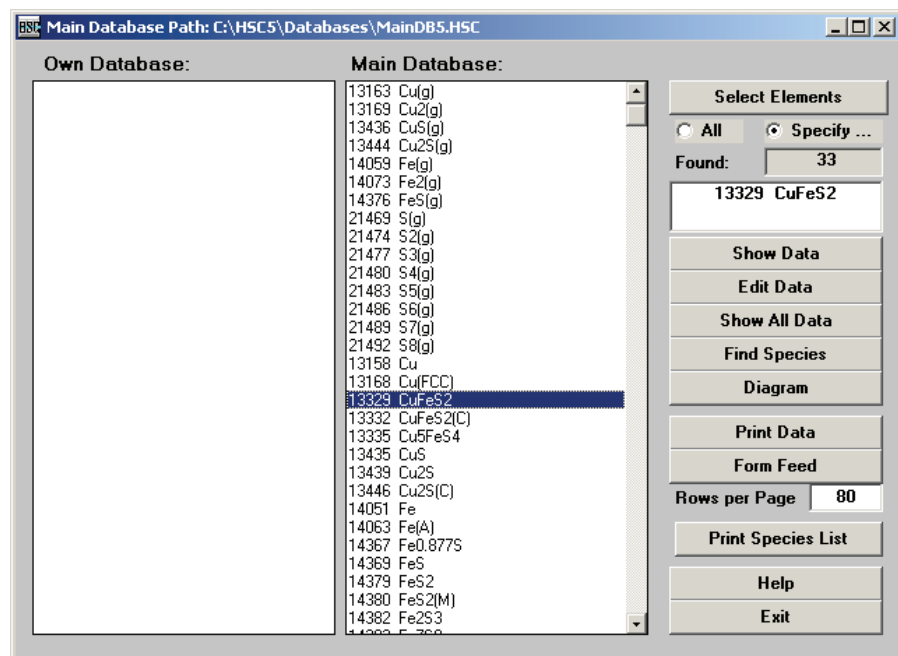 HSC Main Database Path: C:\HSC5\Databases\MainDB5.HSC
Own Database:
Main Database:
13163 Cu(g)
13169 Cu2(g)
13436 CuS(g)
13444 Cu2S(g)
14059 Fe(g)
14073 Fe2(g)
14376 FeS(g)
21469 S(g)
21474 S2(g)
21477 S3(g)
21480 S4(g)
21483 S5(g)
21486 S6(g)
21489 S7(g)
21492 S8(g)
13158 Cu
13168 Cu(FCC)
13329 CuFeS2
13332 CuFeS2(C)
13335 Cu5FeS4
13435 CuS
13439 Cu2S
13446 Cu2S(C)
14051 Fe
14063 Fe(A)
14367 Fe0.877S
14369 FeS
14379 FeS2
14380 FeS2(M)
14382 Fe2S3
Select Elements
All
Specify ...
Found: 33
13329 CuFeS2
Show Data
Edit Data
Show All Data
Find Species
Diagram
Print Data
Form Feed
Rows per Page 80
Print Species List
Help
Exit